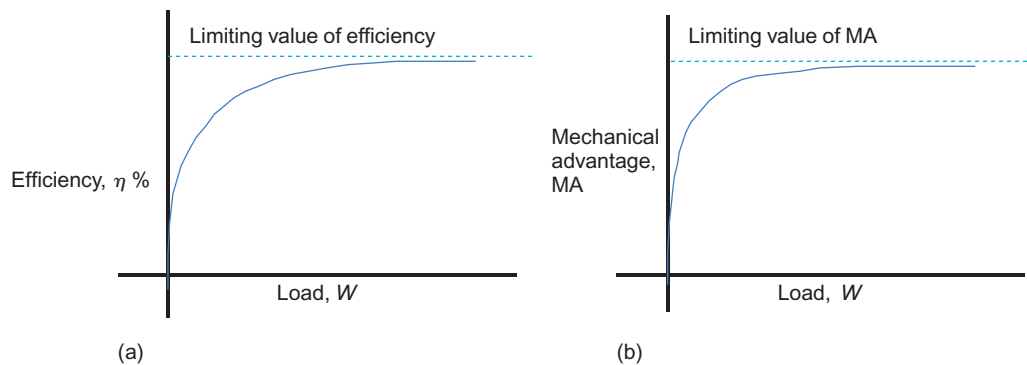 Limiting value of efficiency
Efficiency, η %
Load, W
(a)
Limiting value of MA
Mechanical
advantage,
MA
Load, W
(b)